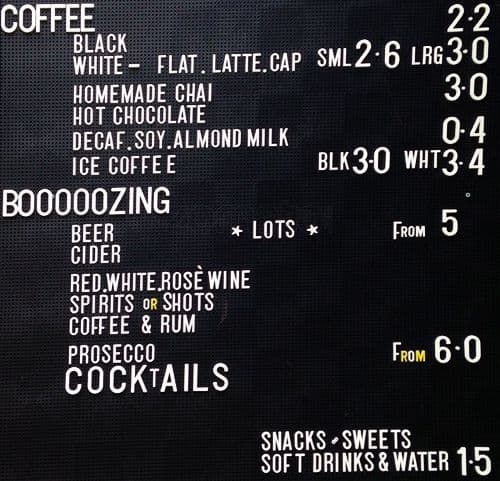 COFFEE 2·2
BLACK
WHITE - FLAT. LATTE. CAP SML 2·6 LRG 3·0
HOMEMADE CHAI 3·0
HOT CHOCOLATE
DECAF. SOY. ALMOND MILK 0·4
ICE COFFEE BLK 3·0 WHT 3·4
BOOOOOZING
BEER * LOTS * FROM 5
CIDER
RED. WHITE. ROSÈ WINE
SPIRITS OR SHOTS
COFFEE & RUM
PROSECCO FROM 6·0
COCKTAILS
SNACKS · SWEETS
SOFT DRINKS & WATER 1·5